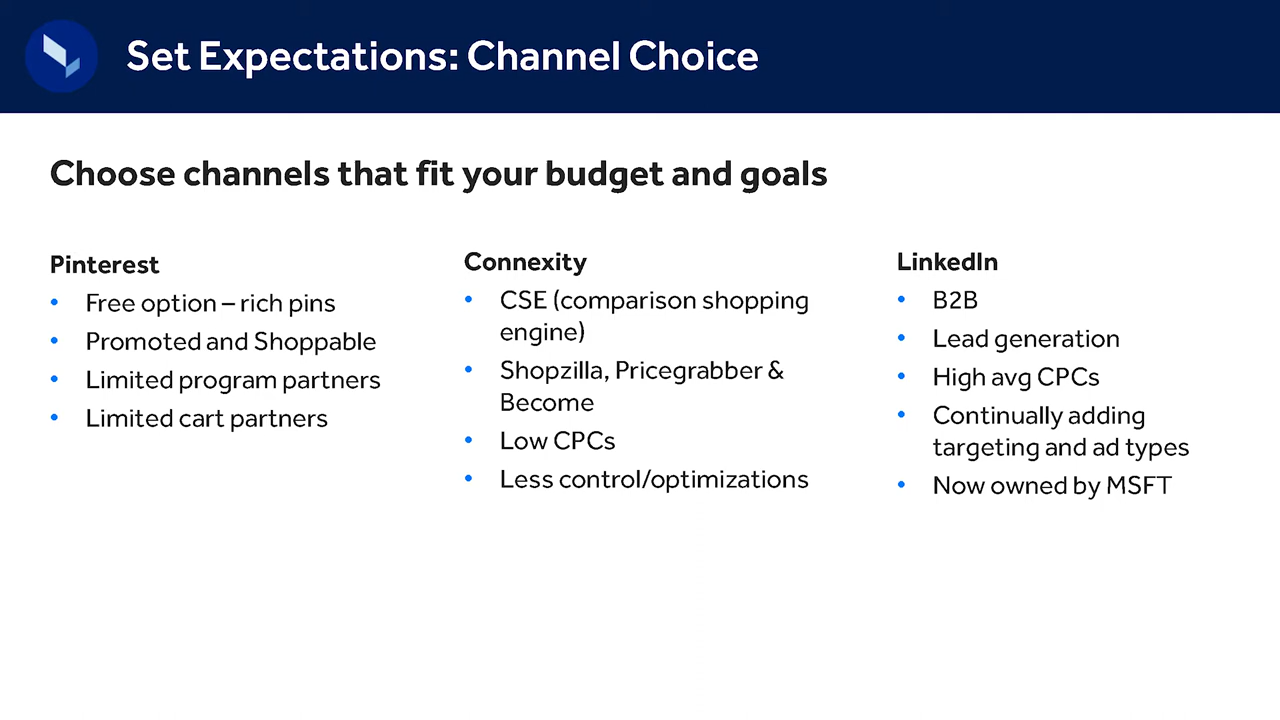 Set Expectations: Channel Choice
Choose channels that fit your budget and goals
Pinterest
• Free option – rich pins
• Promoted and Shoppable
• Limited program partners
• Limited cart partners
Connexity
• CSE (comparison shopping
engine)
• Shopzilla, Pricegrabber &
Become
• Low CPCs
• Less control/optimizations
LinkedIn
• B2B
• Lead generation
• High avg CPCs
• Continually adding
targeting and ad types
• Now owned by MSFT